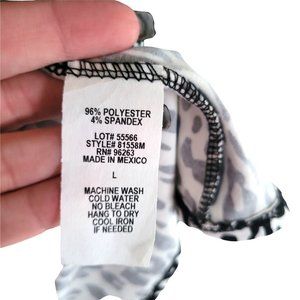 96% POLYESTER
4% SPANDEX
LOT# 55566
STYLE# 81558M
RN# 96263
MADE IN MEXICO
L
MACHINE WASH
COLD WATER
NO BLEACH
HANG TO DRY
COOL IRON
IF NEEDED